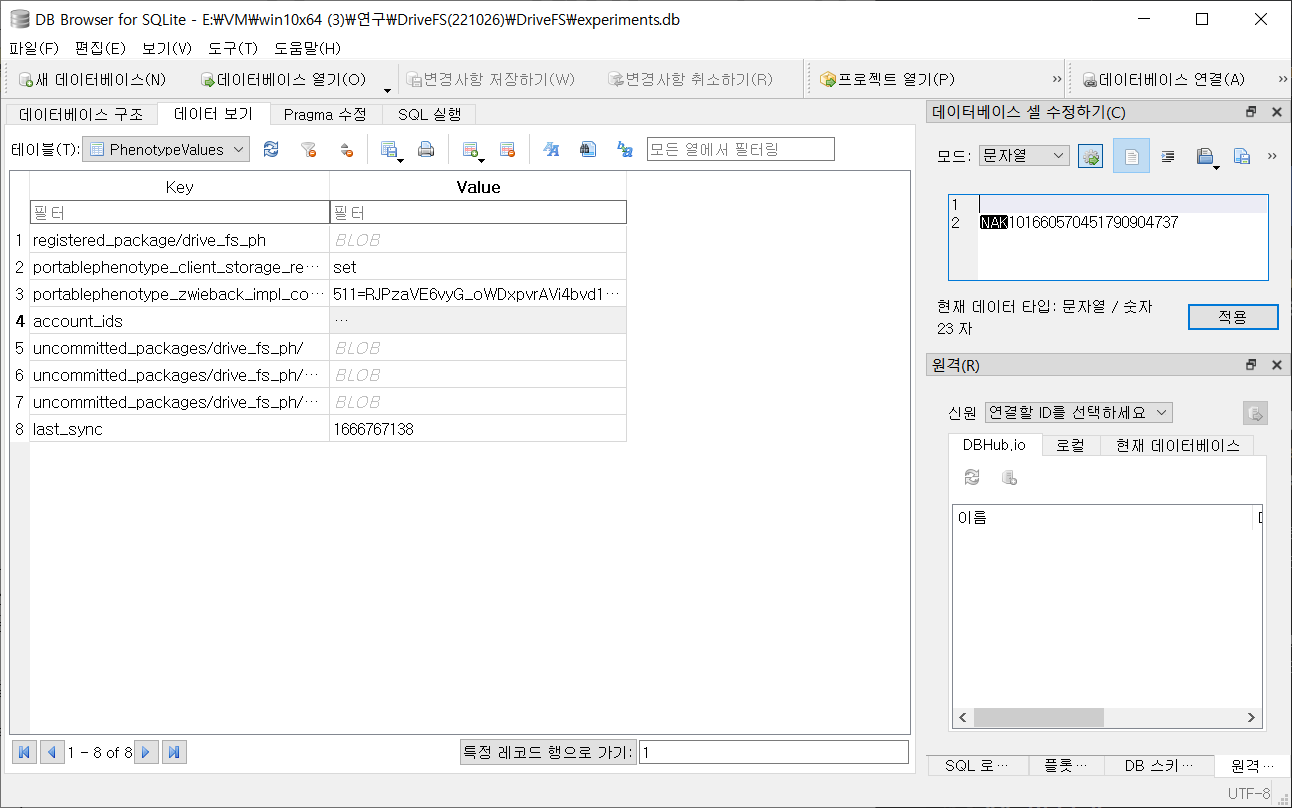 DB Browser for SQLite - E:₩VM₩win10x64 (3)₩연구₩DriveFS(221026)₩DriveFS₩experiments.db
파일(F) 편집(E) 보기(V) 도구(T) 도움말(H)
새 데이터베이스(N) 데이터베이스 열기(O) 변경사항 저장하기(W) 변경사항 취소하기(R) 프로젝트 열기(P) » 데이터베이스 연결(A) »
데이터베이스 구조 데이터 보기 Pragma 수정 SQL 실행
테이블(T): PhenotypeValues 모든 열에서 필터링
Key Value
필터 필터
1 registered_package/drive_fs_ph BLOB
2 portablephenotype_client_storage_re… set
3 portablephenotype_zwieback_impl_co… 511=RJPzaVE6vyG_oWDxpvrAVi4bvd1…
4 account_ids …
5 uncommitted_packages/drive_fs_ph/ BLOB
6 uncommitted_packages/drive_fs_ph/… BLOB
7 uncommitted_packages/drive_fs_ph/… BLOB
8 last_sync 1666767138
1 - 8 of 8 특정 레코드 행으로 가기: 1
데이터베이스 셀 수정하기(C)
모드: 문자열 »
1
2 NAK101660570451790904737
현재 데이터 타입: 문자열 / 숫자
23 자
적용
원격(R)
신원 연결할 ID를 선택하세요
DBHub.io 로컬 현재 데이터베이스
이름
SQL 로… 플롯… DB 스키… 원격…
UTF-8